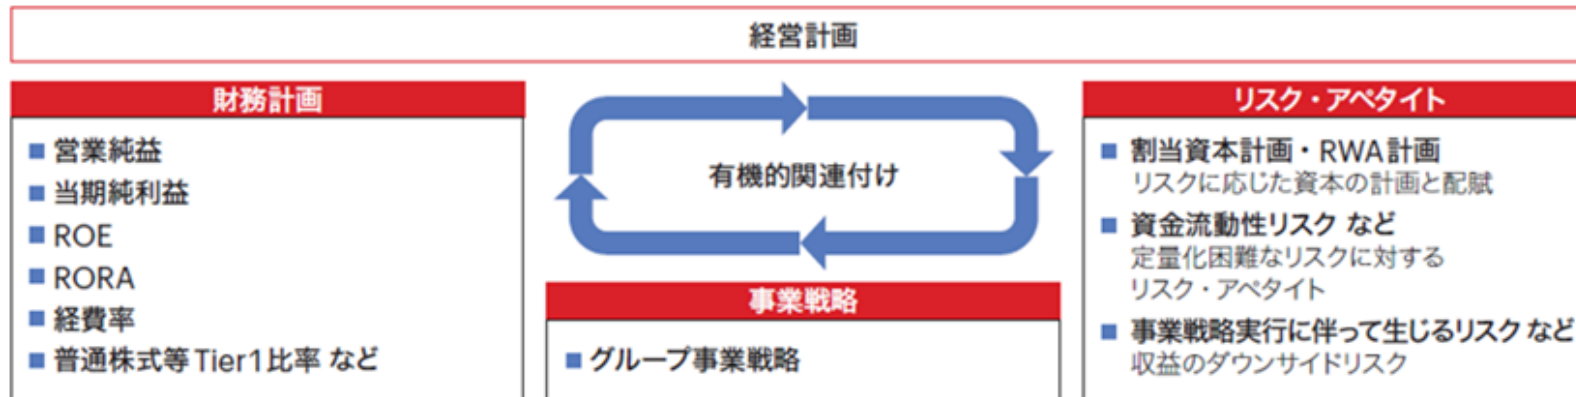 経営計画
財務計画
営業純益
当期純利益
ROE
RORA
経費率
普通株式等Tier1比率 など
有機的関連付け
事業戦略
グループ事業戦略
リスク・アペタイト
割当資本計画・RWA計画
リスクに応じた資本の計画と配賦
資金流動性リスク など
定量化困難なリスクに対する
リスク・アペタイト
事業戦略実行に伴って生じるリスク など
収益のダウンサイドリスク